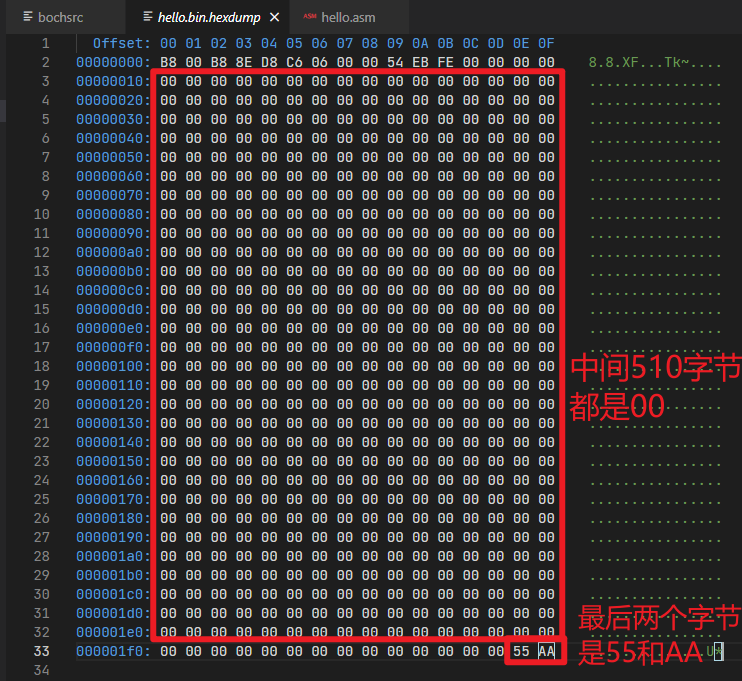 bochsrc hello.bin.hexdump × ASM hello.asm
1 Offset: 00 01 02 03 04 05 06 07 08 09 0A 0B 0C 0D 0E 0F
2 00000000: B8 00 B8 8E D8 C6 06 00 00 54 EB FE 00 00 00 00 8.8.XF...Tk~....
3 00000010: 00 00 00 00 00 00 00 00 00 00 00 00 00 00 00 00 ................
4 00000020: 00 00 00 00 00 00 00 00 00 00 00 00 00 00 00 00 ................
5 00000030: 00 00 00 00 00 00 00 00 00 00 00 00 00 00 00 00 ................
6 00000040: 00 00 00 00 00 00 00 00 00 00 00 00 00 00 00 00 ................
7 00000050: 00 00 00 00 00 00 00 00 00 00 00 00 00 00 00 00 ................
8 00000060: 00 00 00 00 00 00 00 00 00 00 00 00 00 00 00 00 ................
9 00000070: 00 00 00 00 00 00 00 00 00 00 00 00 00 00 00 00 ................
10 00000080: 00 00 00 00 00 00 00 00 00 00 00 00 00 00 00 00 ................
11 00000090: 00 00 00 00 00 00 00 00 00 00 00 00 00 00 00 00 ................
12 000000a0: 00 00 00 00 00 00 00 00 00 00 00 00 00 00 00 00 ................
13 000000b0: 00 00 00 00 00 00 00 00 00 00 00 00 00 00 00 00 ................
14 000000c0: 00 00 00 00 00 00 00 00 00 00 00 00 00 00 00 00 ................
15 000000d0: 00 00 00 00 00 00 00 00 00 00 00 00 00 00 00 00 ................
16 000000e0: 00 00 00 00 00 00 00 00 00 00 00 00 00 00 00 00 ................
17 000000f0: 00 00 00 00 00 00 00 00 00 00 00 00 00 00 00 00 ................
18 00000100: 00 00 00 00 00 00 00 00 00 00 00 00 00 00 00 00 ................
中间510字节
19 00000110: 00 00 00 00 00 00 00 00 00 00 00 00 00 00 00 00 ................
20 00000120: 00 00 00 00 00 00 00 00 00 00 00 00 00 00 00 00 ................
都是00
21 00000130: 00 00 00 00 00 00 00 00 00 00 00 00 00 00 00 00 ................
22 00000140: 00 00 00 00 00 00 00 00 00 00 00 00 00 00 00 00 ................
23 00000150: 00 00 00 00 00 00 00 00 00 00 00 00 00 00 00 00 ................
24 00000160: 00 00 00 00 00 00 00 00 00 00 00 00 00 00 00 00 ................
25 00000170: 00 00 00 00 00 00 00 00 00 00 00 00 00 00 00 00 ................
26 00000180: 00 00 00 00 00 00 00 00 00 00 00 00 00 00 00 00 ................
27 00000190: 00 00 00 00 00 00 00 00 00 00 00 00 00 00 00 00 ................
28 000001a0: 00 00 00 00 00 00 00 00 00 00 00 00 00 00 00 00 ................
29 000001b0: 00 00 00 00 00 00 00 00 00 00 00 00 00 00 00 00 ................
30 000001c0: 00 00 00 00 00 00 00 00 00 00 00 00 00 00 00 00 ................
31 000001d0: 00 00 00 00 00 00 00 00 00 00 00 00 00 00 00 00 ................
最后两个字节
32 000001e0: 00 00 00 00 00 00 00 00 00 00 00 00 00 00 00 00 ................
33 000001f0: 00 00 00 00 00 00 00 00 00 00 00 00 00 00 55 AA ..............U*
是55和AA
34